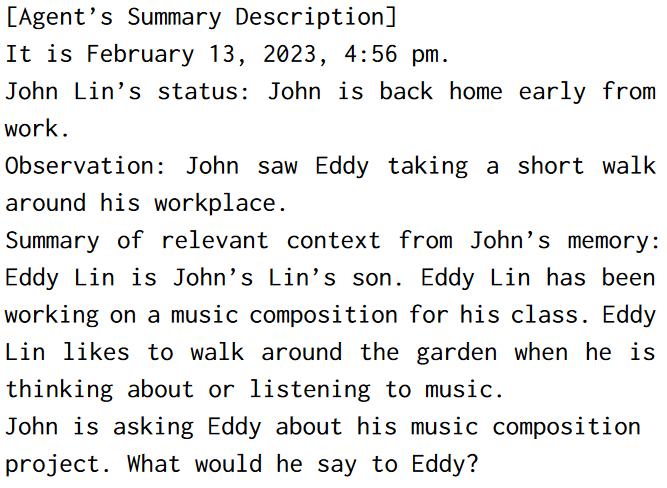 [Agent’s Summary Description]
It is February 13, 2023, 4:56 pm.
John Lin’s status: John is back home early from
work.
Observation: John saw Eddy taking a short walk
around his workplace.
Summary of relevant context from John’s memory:
Eddy Lin is John’s Lin’s son. Eddy Lin has been
working on a music composition for his class. Eddy
Lin likes to walk around the garden when he is
thinking about or listening to music.
John is asking Eddy about his music composition
project. What would he say to Eddy?